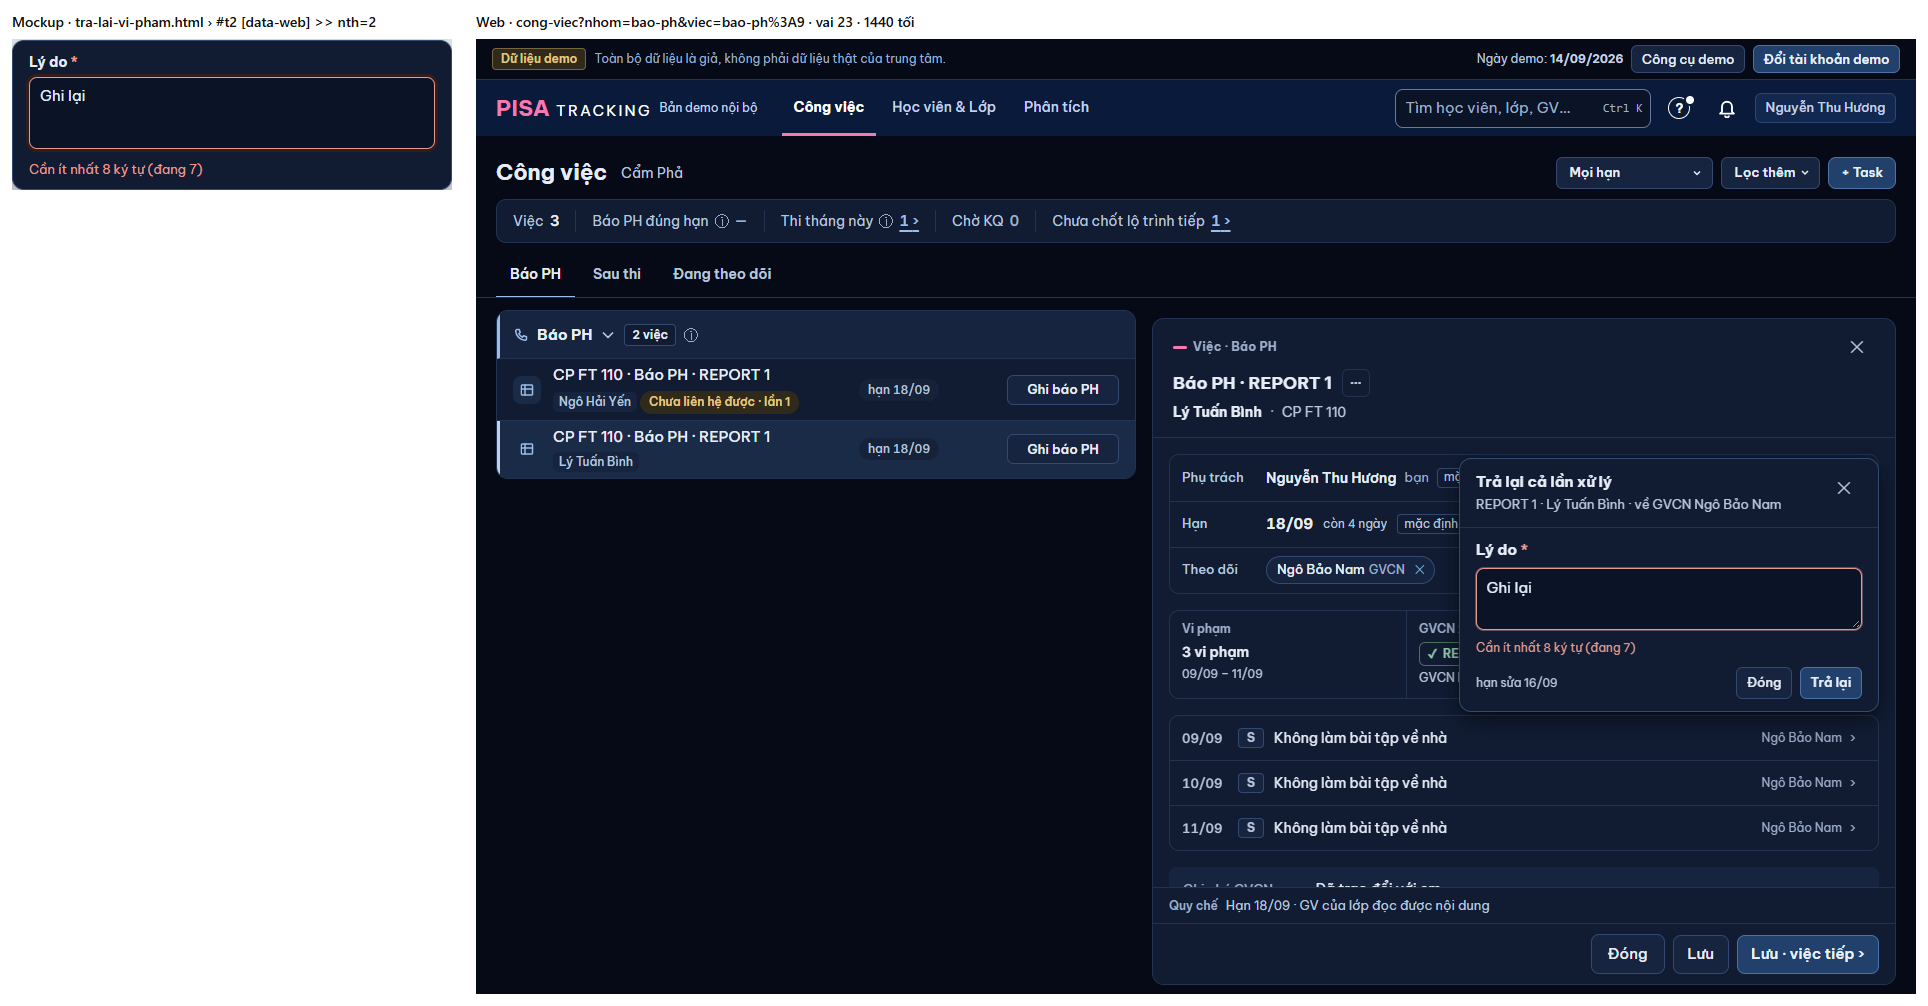 Mockup · tra-lai-vi-pham.html › #t2 [data-web] >> nth=2
Lý do *
Ghi lại
Cần ít nhất 8 ký tự (đang 7)
Web · cong-viec?nhom=bao-ph&viec=bao-ph%3A9 · vai 23 · 1440 tối
Dữ liệu demo Toàn bộ dữ liệu là giả, không phải dữ liệu thật của trung tâm.
Ngày demo: 14/09/2026 Công cụ demo Đổi tài khoản demo
PISA TRACKING Bản demo nội bộ Công việc Học viên & Lớp Phân tích
Tìm học viên, lớp, GV... Ctrl K ? Nguyễn Thu Hương
Công việc Cẩm Phả
Mọi hạn Lọc thêm + Task
Việc 3 Báo PH đúng hạn — Thi tháng này 1 › Chờ KQ 0 Chưa chốt lộ trình tiếp 1 ›
Báo PH Sau thi Đang theo dõi
Báo PH 2 việc
CP FT 110 · Báo PH · REPORT 1
Ngô Hải Yến Chưa liên hệ được · lần 1
hạn 18/09 Ghi báo PH
CP FT 110 · Báo PH · REPORT 1
Lý Tuấn Bình
hạn 18/09 Ghi báo PH
Việc · Báo PH
Báo PH · REPORT 1 ···
Lý Tuấn Bình · CP FT 110
Phụ trách Nguyễn Thu Hương bạn
Hạn 18/09 còn 4 ngày mặc định
Theo dõi Ngô Bảo Nam GVCN
Vi phạm
3 vi phạm
09/09 – 11/09
GVCN
✓ RE
GVCN
Trả lại cả lần xử lý
REPORT 1 · Lý Tuấn Bình · về GVCN Ngô Bảo Nam
Lý do *
Ghi lại
Cần ít nhất 8 ký tự (đang 7)
hạn sửa 16/09 Đóng Trả lại
09/09 S Không làm bài tập về nhà Ngô Bảo Nam ›
10/09 S Không làm bài tập về nhà Ngô Bảo Nam ›
11/09 S Không làm bài tập về nhà Ngô Bảo Nam ›
Quy chế Hạn 18/09 · GV của lớp đọc được nội dung
Đóng Lưu Lưu · việc tiếp ›